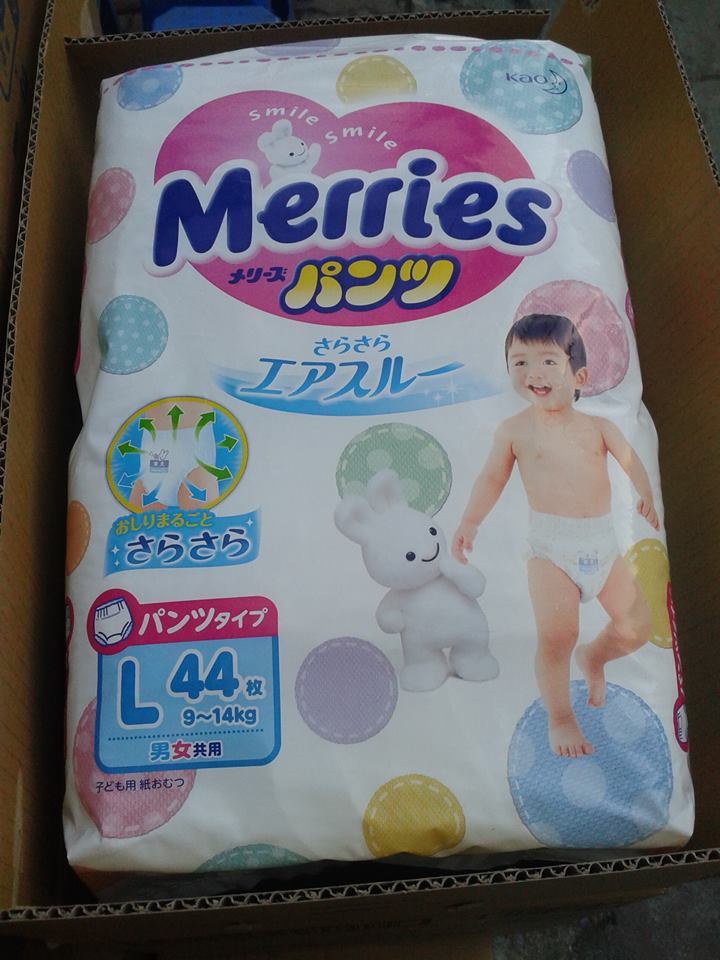 Kao
Smile Smile
Merries
メリーズ パンツ
さらさら
エアスルー
おしりまるごと
さらさら
パンツタイプ
L 44枚
9～14kg
男女共用
子ども用 紙おむつ